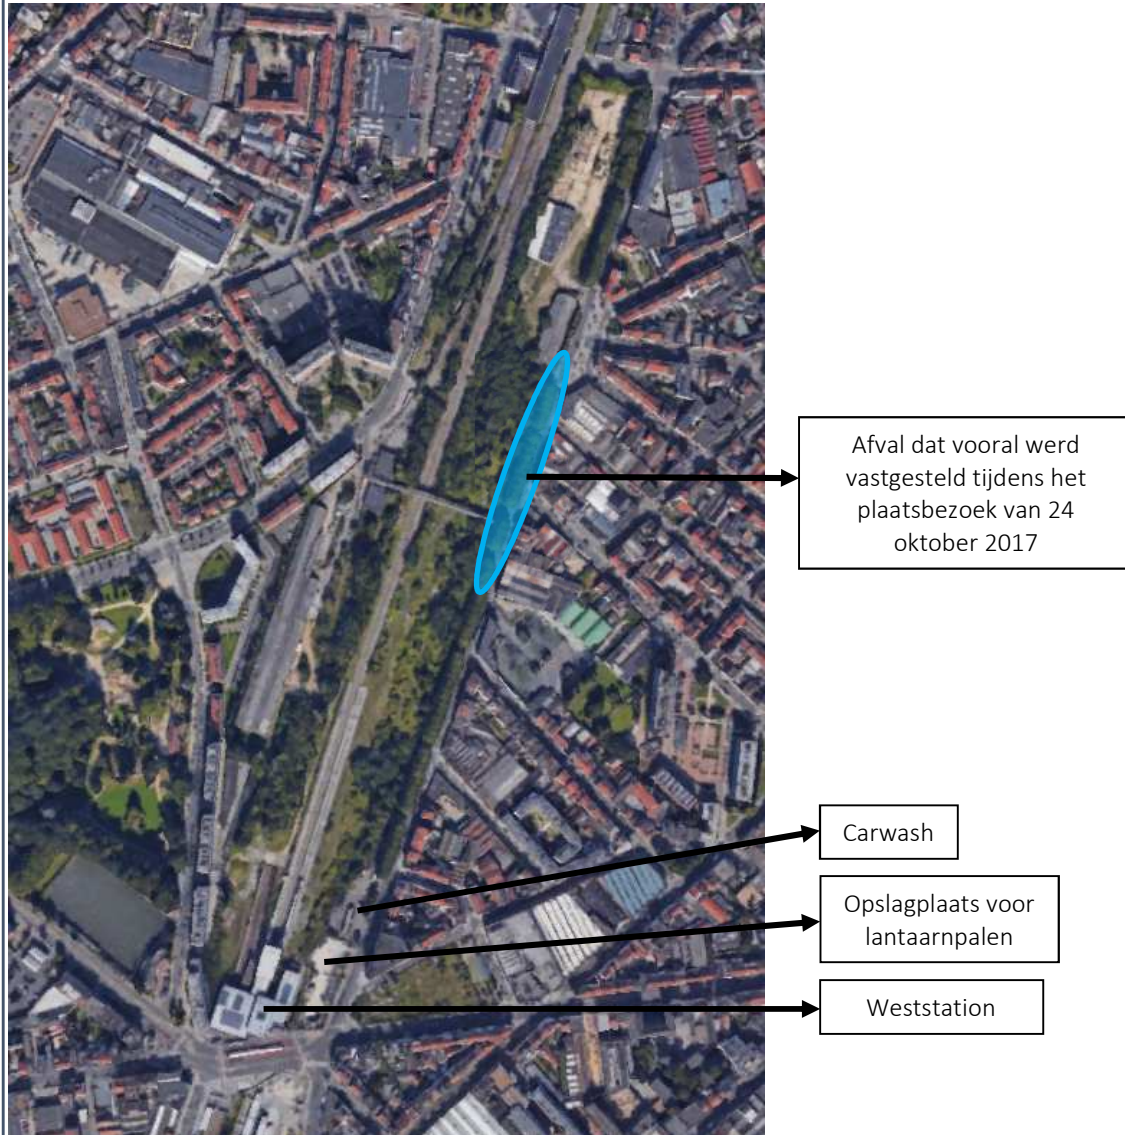 Afval dat vooral werd
vastgesteld tijdens het
plaatsbezoek van 24
oktober 2017
Carwash
Opslagplaats voor
lantaarnpalen
Weststation